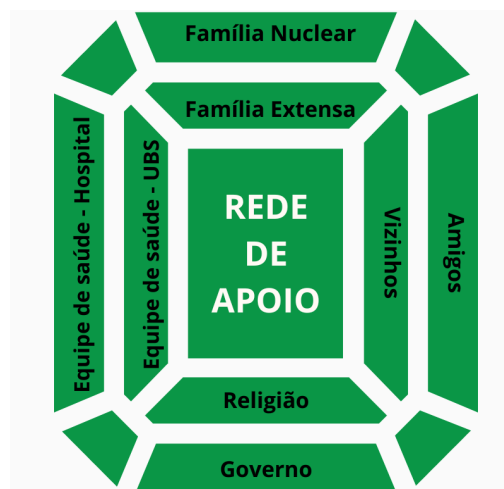 Família Nuclear
Família Extensa
Equipe de saúde - Hospital
Equipe de saúde - UBS
REDE
DE
APOIO
Vizinhos
Amigos
Religião
Governo